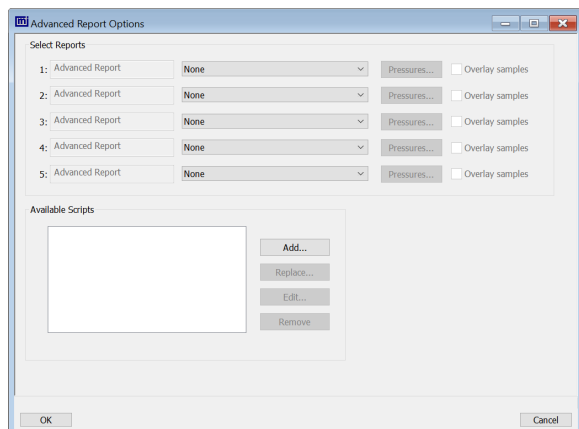 Advanced Report Options
Select Reports
1: Advanced Report None Pressures... Overlay samples
2: Advanced Report None Pressures... Overlay samples
3: Advanced Report None Pressures... Overlay samples
4: Advanced Report None Pressures... Overlay samples
5: Advanced Report None Pressures... Overlay samples
Available Scripts
Add...
Replace...
Edit...
Remove
OK Cancel